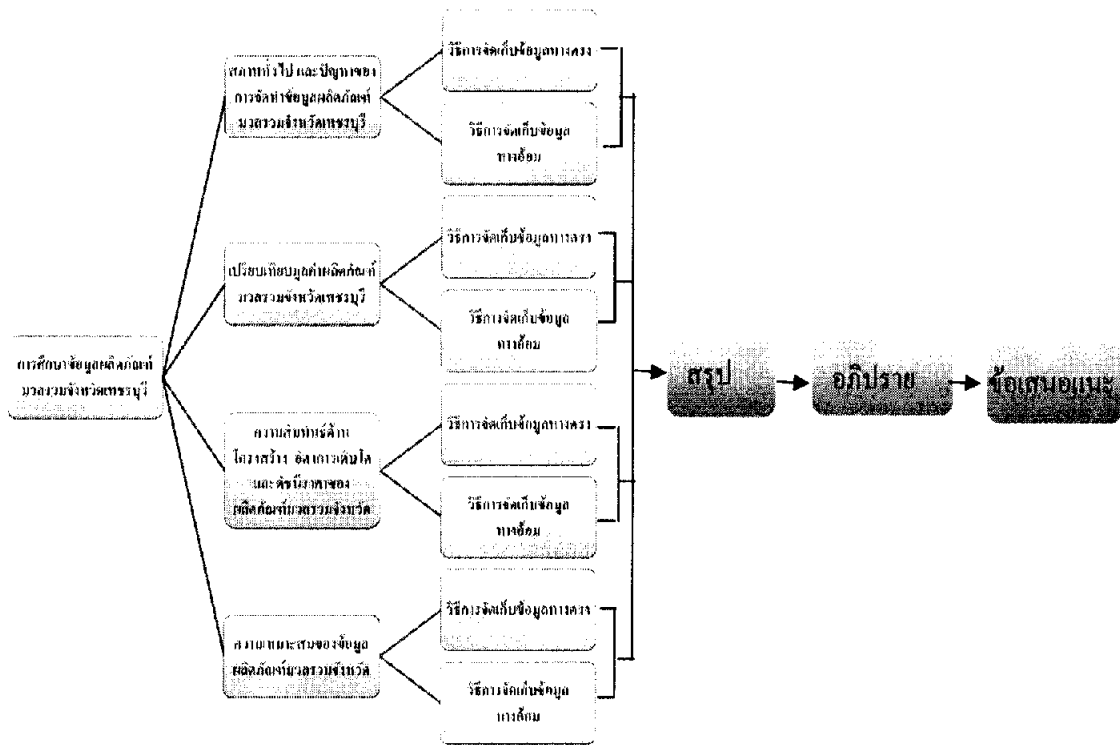 การศึกษาข้อมูลผลิตภัณฑ์
มวลรวมจังหวัดเพชรบุรี
สภาพทั่วไป และปัญหาของ
การจัดทำข้อมูลผลิตภัณฑ์
มวลรวมจังหวัดเพชรบุรี
วิธีการจัดเก็บข้อมูลทางตรง
วิธีการจัดเก็บข้อมูล
ทางอ้อม
เปรียบเทียบมูลค่าผลิตภัณฑ์
มวลรวมจังหวัดเพชรบุรี
วิธีการจัดเก็บข้อมูลทางตรง
วิธีการจัดเก็บข้อมูล
ทางอ้อม
ความสัมพันธ์ด้าน
โครงสร้าง อัตราการเติบโต
และดัชนีราคาของ
ผลิตภัณฑ์มวลรวมจังหวัด
วิธีการจัดเก็บข้อมูลทางตรง
วิธีการจัดเก็บข้อมูล
ทางอ้อม
ความเหมาะสมของข้อมูล
ผลิตภัณฑ์มวลรวมจังหวัด
วิธีการจัดเก็บข้อมูลทางตรง
วิธีการจัดเก็บข้อมูล
ทางอ้อม
สรุป
อภิปราย
ข้อเสนอแนะ